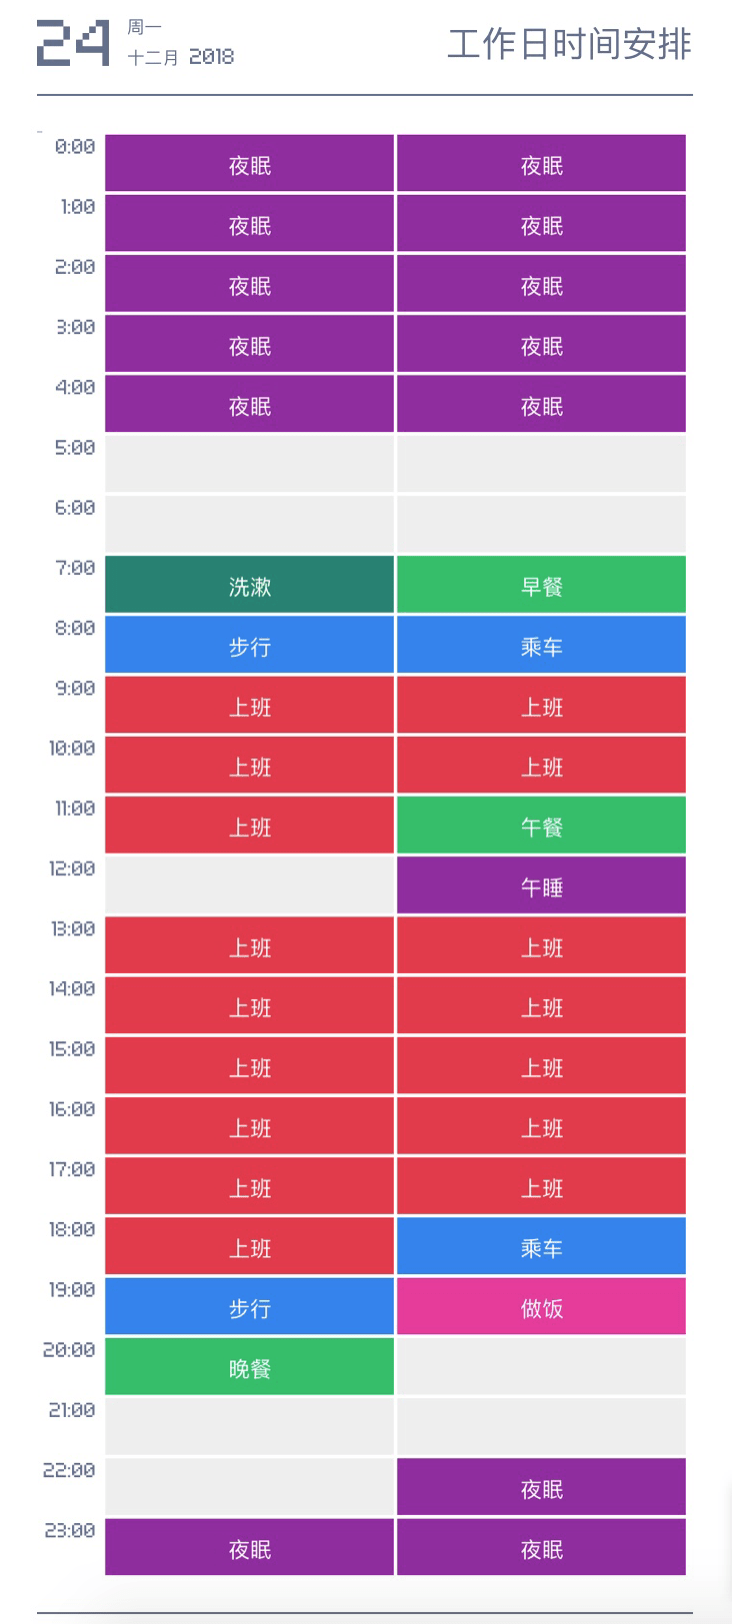 24 周一
十二月 2018
工作日时间安排
0:00 夜眠 夜眠
1:00 夜眠 夜眠
2:00 夜眠 夜眠
3:00 夜眠 夜眠
4:00 夜眠 夜眠
5:00
6:00
7:00 洗漱 早餐
8:00 步行 乘车
9:00 上班 上班
10:00 上班 上班
11:00 上班 午餐
12:00 午睡
13:00 上班 上班
14:00 上班 上班
15:00 上班 上班
16:00 上班 上班
17:00 上班 上班
18:00 上班 乘车
19:00 步行 做饭
20:00 晚餐
21:00
22:00 夜眠
23:00 夜眠 夜眠